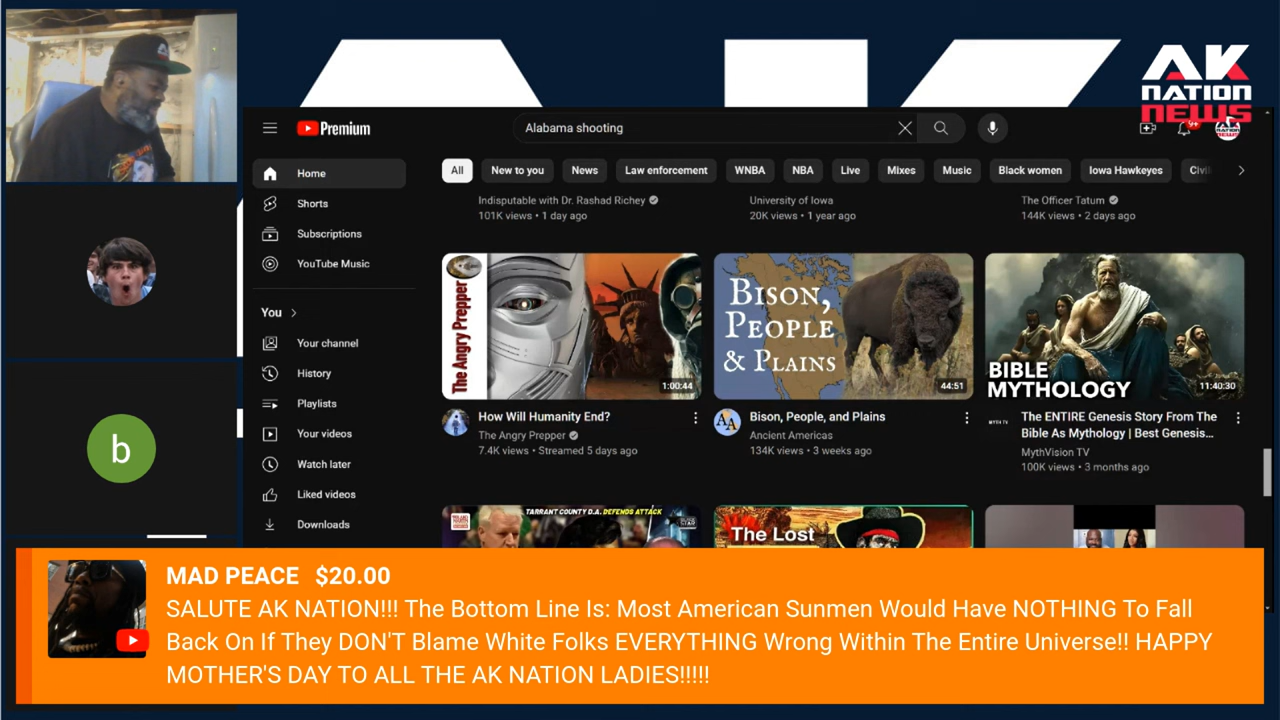 AK
NATION
NEWS
Premium
Alabama shooting
9+
Home
Shorts
Subscriptions
YouTube Music
You
Your channel
History
Playlists
Your videos
Watch later
Liked videos
Downloads
All
New to you
News
Law enforcement
WNBA
NBA
Live
Mixes
Music
Black women
Iowa Hawkeyes
Indisputable with Dr. Rashad Richey
101K views • 1 day ago
University of Iowa
20K views • 1 year ago
The Officer Tatum
144K views • 2 days ago
The Angry Prepper
1:00:44
How Will Humanity End?
The Angry Prepper
7.4K views • Streamed 5 days ago
BISON,
PEOPLE
& PLAINS
44:51
AA
Bison, People, and Plains
Ancient Americas
134K views • 3 weeks ago
BIBLE
MYTHOLOGY
11:40:30
MYTH TV
The ENTIRE Genesis Story From The
Bible As Mythology | Best Genesis...
MythVision TV
100K views • 3 months ago
TARRANT COUNTY D.A. DEFENDS ATTACK
The Lost
b
MAD PEACE $20.00
SALUTE AK NATION!!! The Bottom Line Is: Most American Sunmen Would Have NOTHING To Fall
Back On If They DON'T Blame White Folks EVERYTHING Wrong Within The Entire Universe!! HAPPY
MOTHER'S DAY TO ALL THE AK NATION LADIES!!!!!